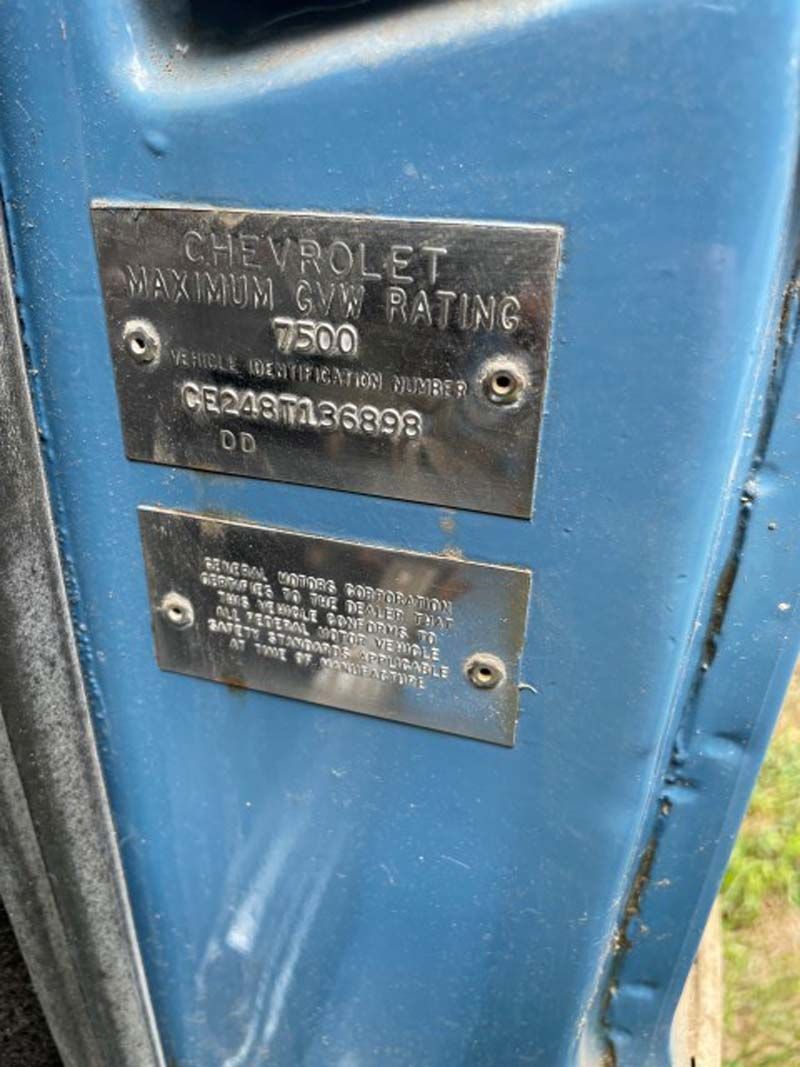 CHEVROLET
MAXIMUM GVW RATING
7500
VEHICLE IDENTIFICATION NUMBER
CE248T136898
DD
GENERAL MOTORS CORPORATION
CERTIFIES TO THE DEALER THAT
THIS VEHICLE CONFORMS TO
ALL FEDERAL MOTOR VEHICLE
SAFETY STANDARDS APPLICABLE
AT TIME OF MANUFACTURE